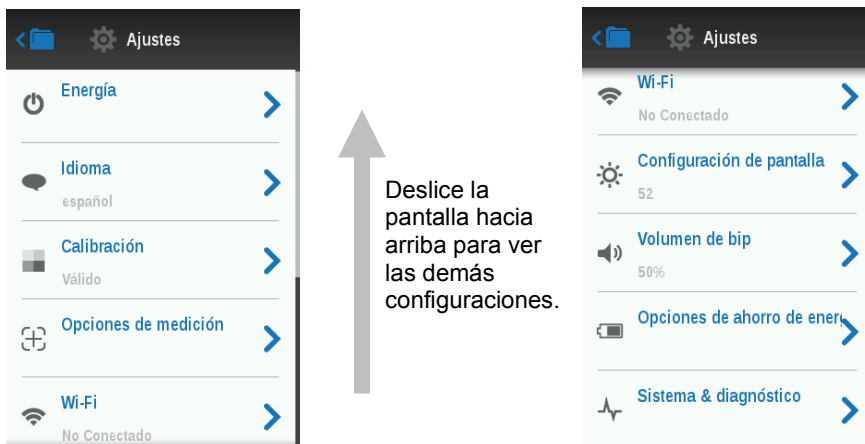 Ajustes
Energía
Idioma
español
Calibración
Válido
Opciones de medición
Wi-Fi
No Conectado
Deslice la
pantalla hacia
arriba para ver
las demás
configuraciones.
Ajustes
Wi-Fi
No Conectado
Configuración de pantalla
52
Volumen de bip
50%
Opciones de ahorro de ener
Sistema & diagnóstico